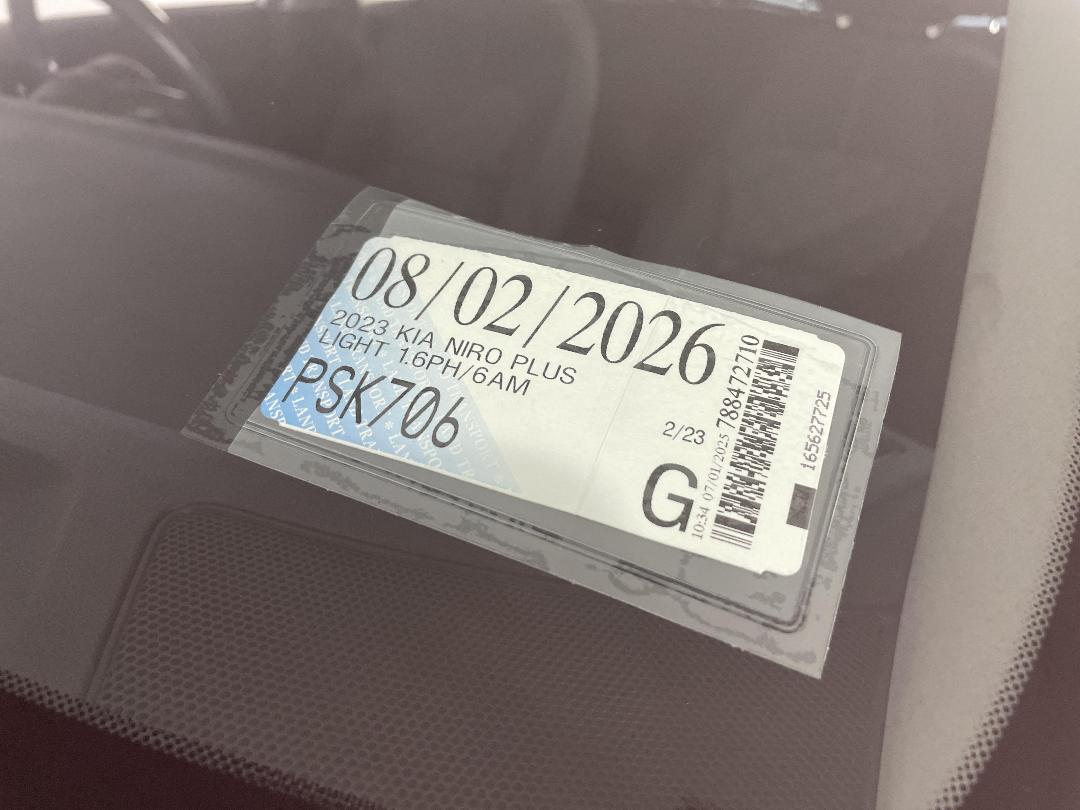 08/02/2026
2023 KIA NIRO PLUS
LIGHT 1.6PH/6AM
PSK706
2/23
G
10:34 07/01/2025 788472710
165627725